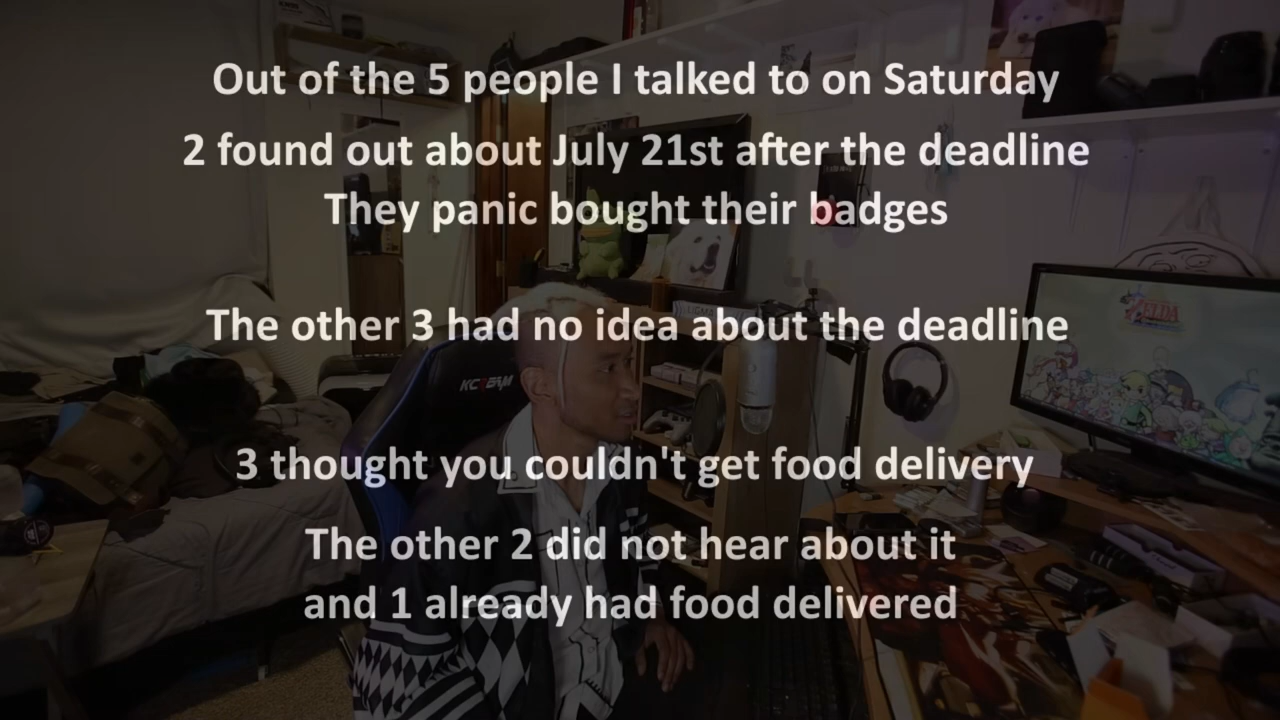 Out of the 5 people I talked to on Saturday
2 found out about July 21st after the deadline
They panic bought their badges
The other 3 had no idea about the deadline
KCREAM
ZELDA
3 thought you couldn't get food delivery
The other 2 did not hear about it
and 1 already had food delivered